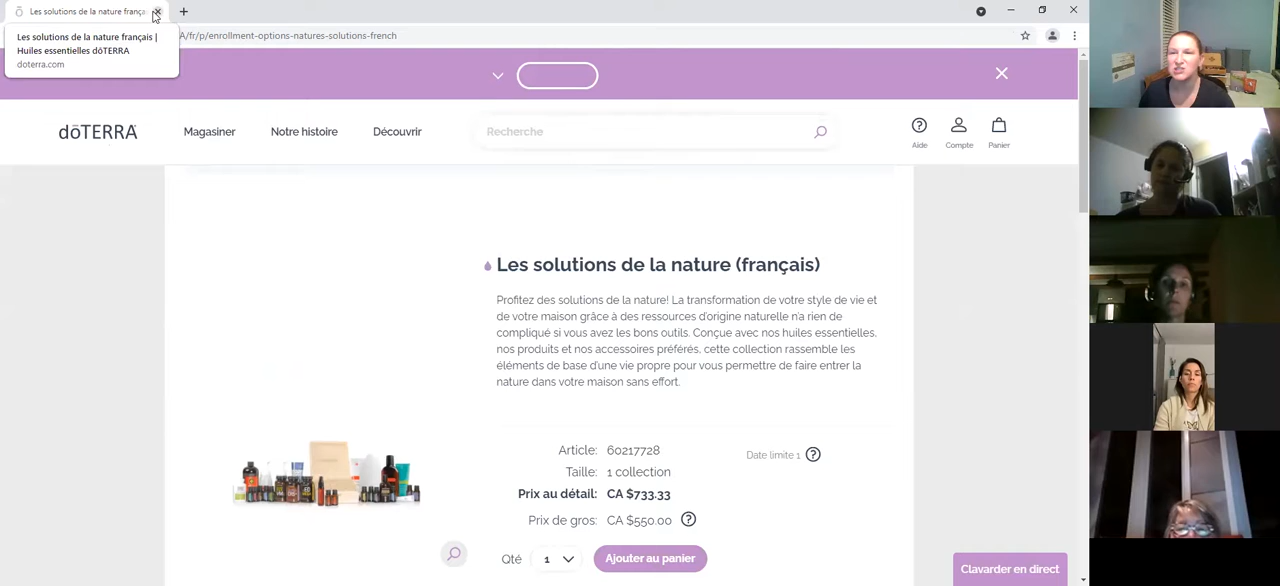 Les solutions de la nature frança
Les solutions de la nature français |
Huiles essentielles dōTERRA
doterra.com
A/fr/p/enrollment-options-natures-solutions-french
dōTERRA
Magasiner
Notre histoire
Découvrir
Recherche
Aide
Compte
Panier
Les solutions de la nature (français)
Profitez des solutions de la nature! La transformation de votre style de vie et
de votre maison grâce à des ressources d'origine naturelle n'a rien de
compliqué si vous avez les bons outils. Conçue avec nos huiles essentielles,
nos produits et nos accessoires préférés, cette collection rassemble les
éléments de base d'une vie propre pour vous permettre de faire entrer la
nature dans votre maison sans effort.
Article: 60217728
Date limite 1
Taille: 1 collection
Prix au détail: CA $733.33
Prix de gros: CA $550.00
Qté 1 Ajouter au panier
Clavarder en direct